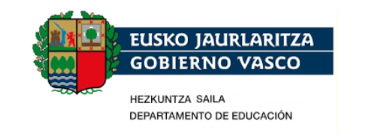 EUSKO JAURLARITZA
GOBIERNO VASCO
HEZKUNTZA SAILA
DEPARTAMENTO DE EDUCACIÓN